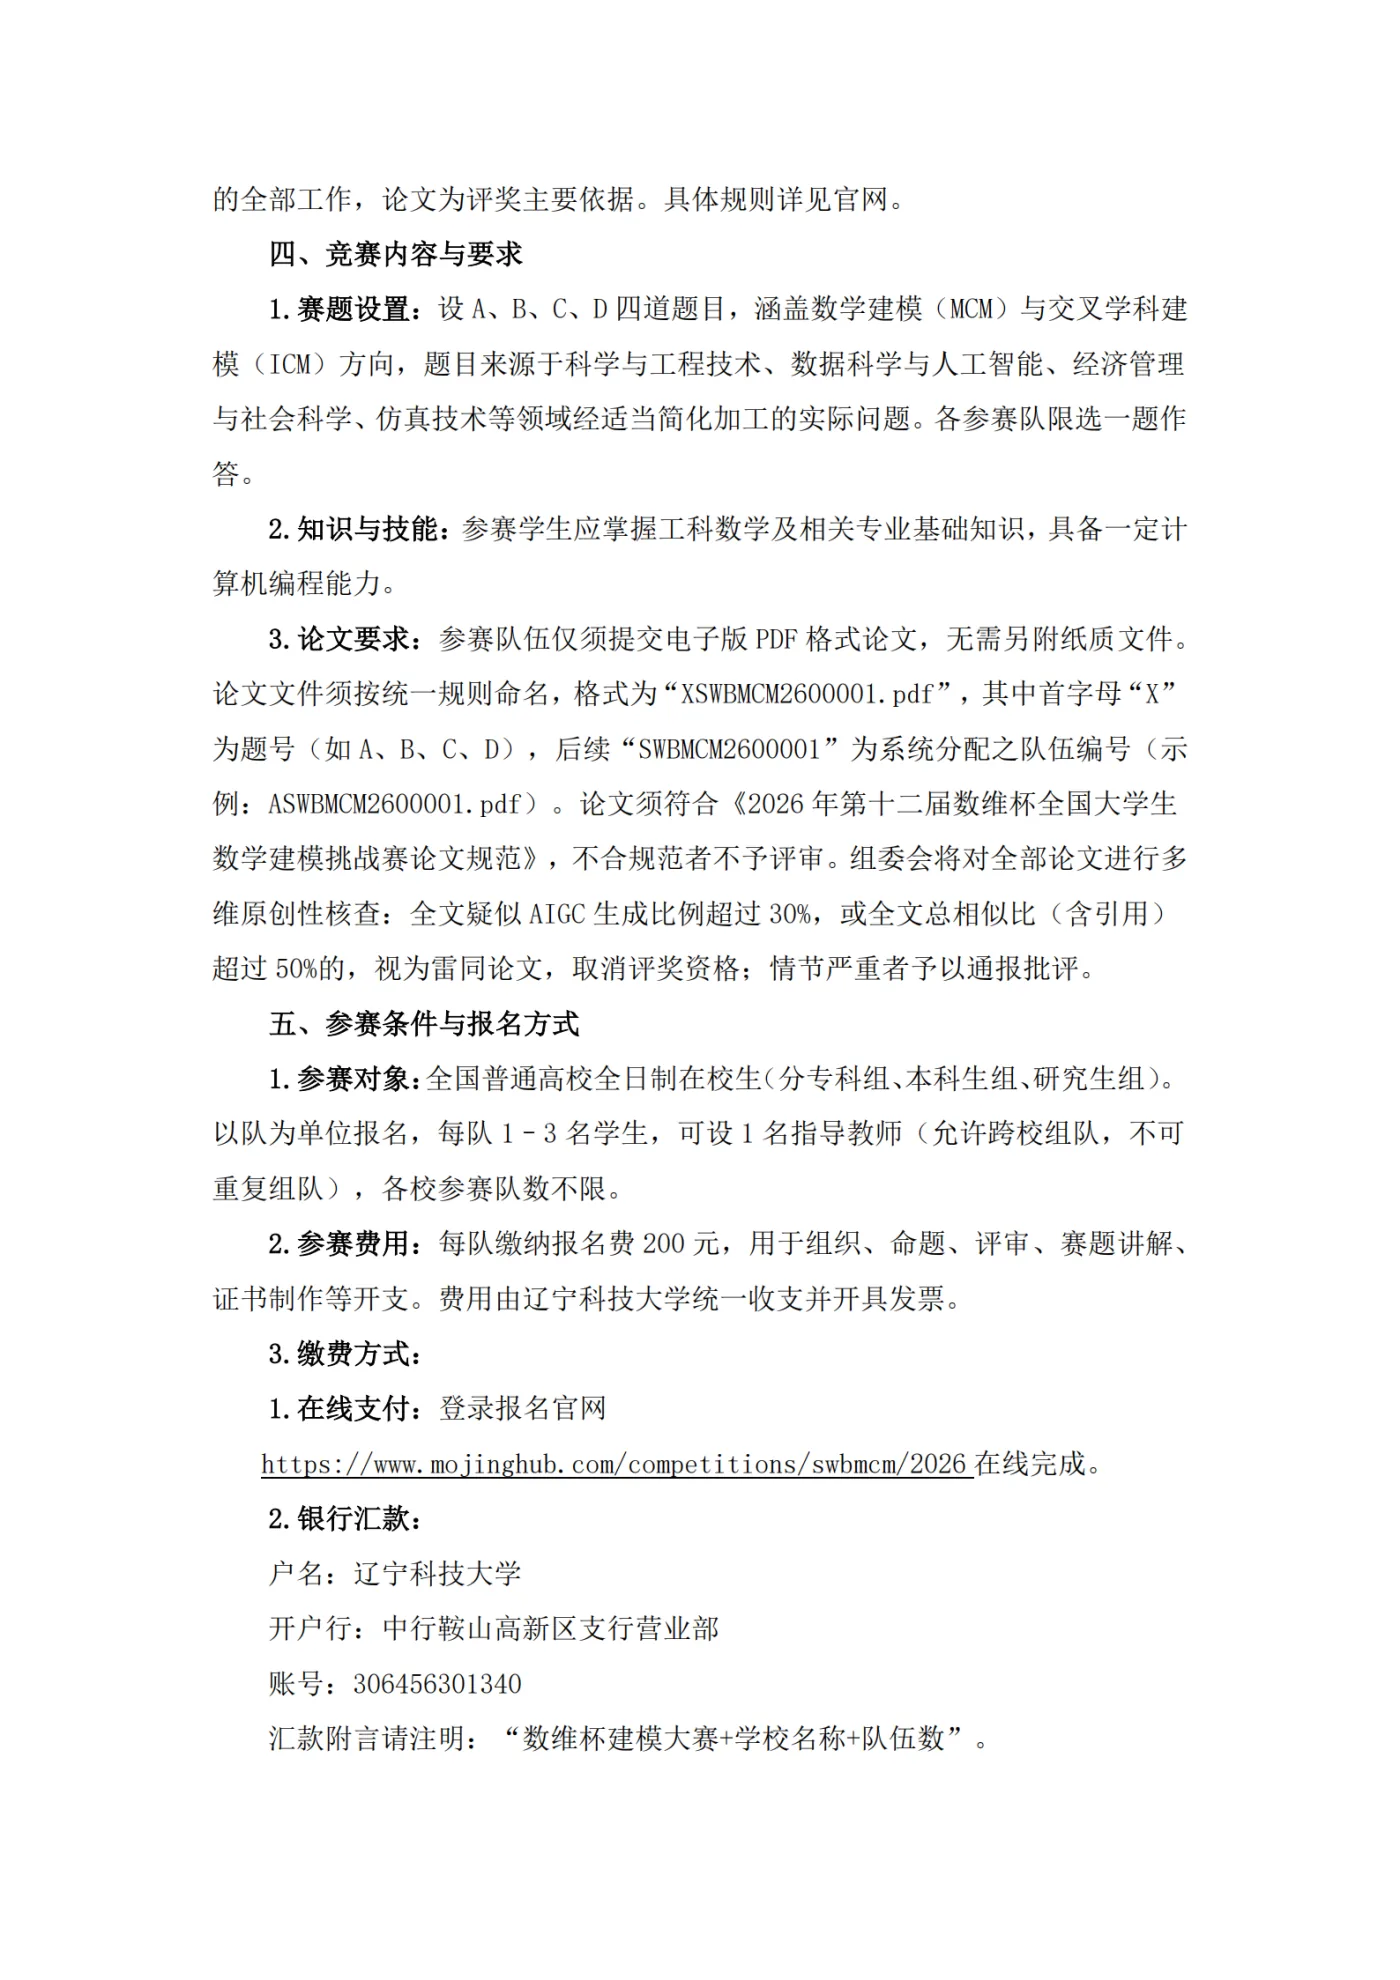 的全部工作，论文为评奖主要依据。具体规则详见官网。
四、竞赛内容与要求
1.赛题设置：设 A、B、C、D 四道题目，涵盖数学建模（MCM）与交叉学科建
模（ICM）方向，题目来源于科学与工程技术、数据科学与人工智能、经济管理
与社会科学、仿真技术等领域经适当简化加工的实际问题。各参赛队限选一题作
答。
2.知识与技能：参赛学生应掌握工科数学及相关专业基础知识，具备一定计
算机编程能力。
3.论文要求：参赛队伍仅须提交电子版 PDF 格式论文，无需另附纸质文件。
论文文件须按统一规则命名，格式为“XSWBMCM2600001.pdf”，其中首字母“X”
为题号（如 A、B、C、D），后续“SWBMCM2600001”为系统分配之队伍编号（示
例：ASWBMCM2600001.pdf）。论文须符合《2026 年第十二届数维杯全国大学生
数学建模挑战赛论文规范》，不合规范者不予评审。组委会将对全部论文进行多
维原创性核查：全文疑似 AIGC 生成比例超过 30%，或全文总相似比（含引用）
超过 50%的，视为雷同论文，取消评奖资格；情节严重者予以通报批评。
五、参赛条件与报名方式
1.参赛对象：全国普通高校全日制在校生（分专科组、本科生组、研究生组）。
以队为单位报名，每队 1–3 名学生，可设 1 名指导教师（允许跨校组队，不可
重复组队），各校参赛队数不限。
2.参赛费用：每队缴纳报名费 200 元，用于组织、命题、评审、赛题讲解、
证书制作等开支。费用由辽宁科技大学统一收支并开具发票。
3.缴费方式：
1.在线支付：登录报名官网
https://www.mojinghub.com/competitions/swbmcm/2026 在线完成。
2.银行汇款：
户名：辽宁科技大学
开户行：中行鞍山高新区支行营业部
账号：306456301340
汇款附言请注明：“数维杯建模大赛+学校名称+队伍数”。